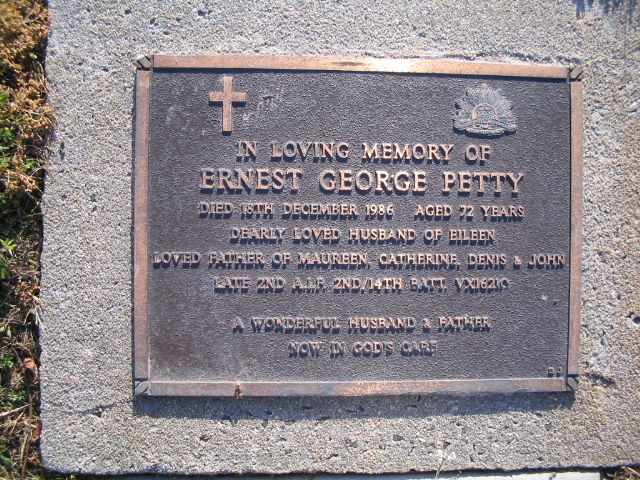 IN LOVING MEMORY OF
ERNEST GEORGE PETTY
DIED 18TH DECEMBER 1986 AGED 72 YEARS
DEARLY LOVED HUSBAND OF EILEEN
LOVED FATHER OF MAUREEN, CATHERINE, DENIS & JOHN
LATE 2ND A.I.F. 2ND/14TH BATT. VX16210
A WONDERFUL HUSBAND & FATHER
NOW IN GOD'S CARE